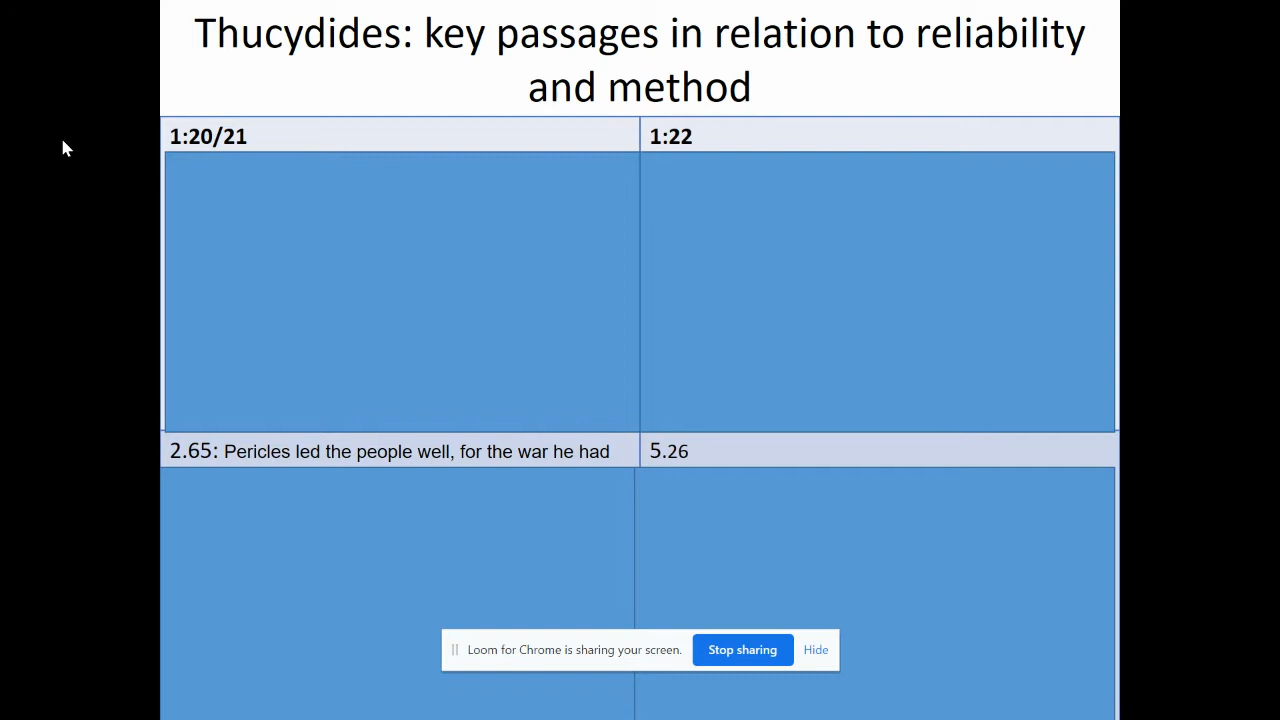 Thucydides: key passages in relation to reliability
and method
1:20/21
1:22
2.65: Pericles led the people well, for the war he had
5.26
Loom for Chrome is sharing your screen.
Stop sharing
Hide